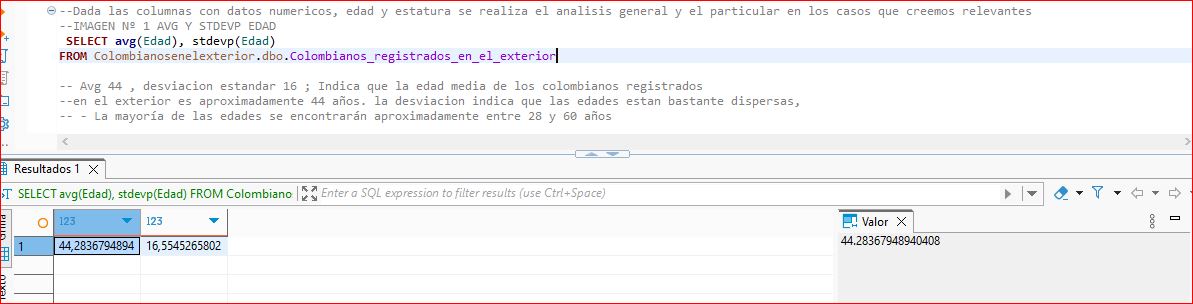 --Dada las columnas con datos numericos, edad y estatura se realiza el analisis general y el particular en los casos que creemos relevantes
--IMAGEN Nº 1 AVG Y STDEVP EDAD
SELECT avg(Edad), stdevp(Edad)
FROM Colombianosenelexterior.dbo.Colombianos_registrados_en_el_exterior
-- Avg 44 , desviacion estandar 16 ; Indica que la edad media de los colombianos registrados
--en el exterior es aproximadamente 44 años. la desviacion indica que las edades estan bastante dispersas,
-- - La mayoría de las edades se encontrarán aproximadamente entre 28 y 60 años
Resultados 1
SELECT avg(Edad), stdevp(Edad) FROM Colombiano
Enter a SQL expression to filter results (use Ctrl+Space)
123 123
Valor
1 44,2836794894 16,5545265802
44.28367948940408